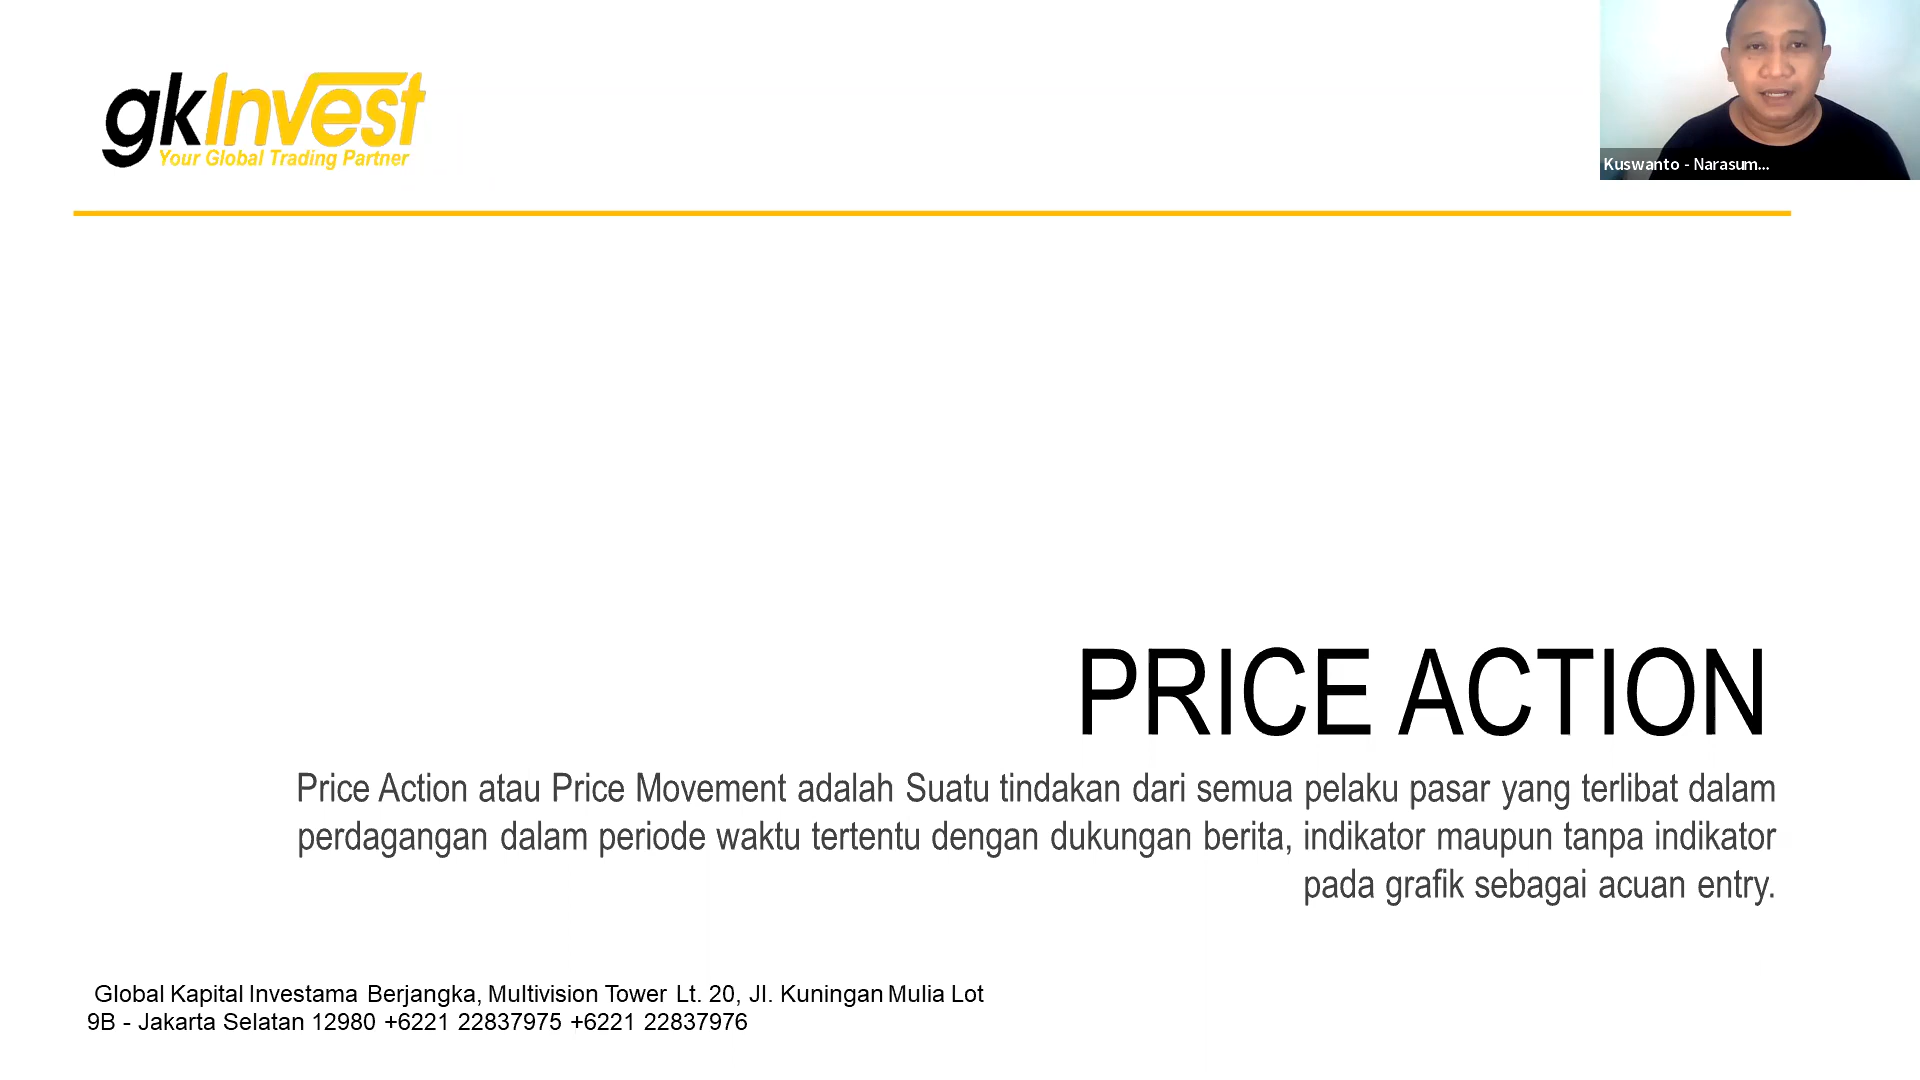 gkInvest
Your Global Trading Partner
Kuswanto - Narasum...
PRICE ACTION
Price Action atau Price Movement adalah Suatu tindakan dari semua pelaku pasar yang terlibat dalam
perdagangan dalam periode waktu tertentu dengan dukungan berita, indikator maupun tanpa indikator
pada grafik sebagai acuan entry.
Global Kapital Investama Berjangka, Multivision Tower Lt. 20, Jl. Kuningan Mulia Lot
9B - Jakarta Selatan 12980 +6221 22837975 +6221 22837976